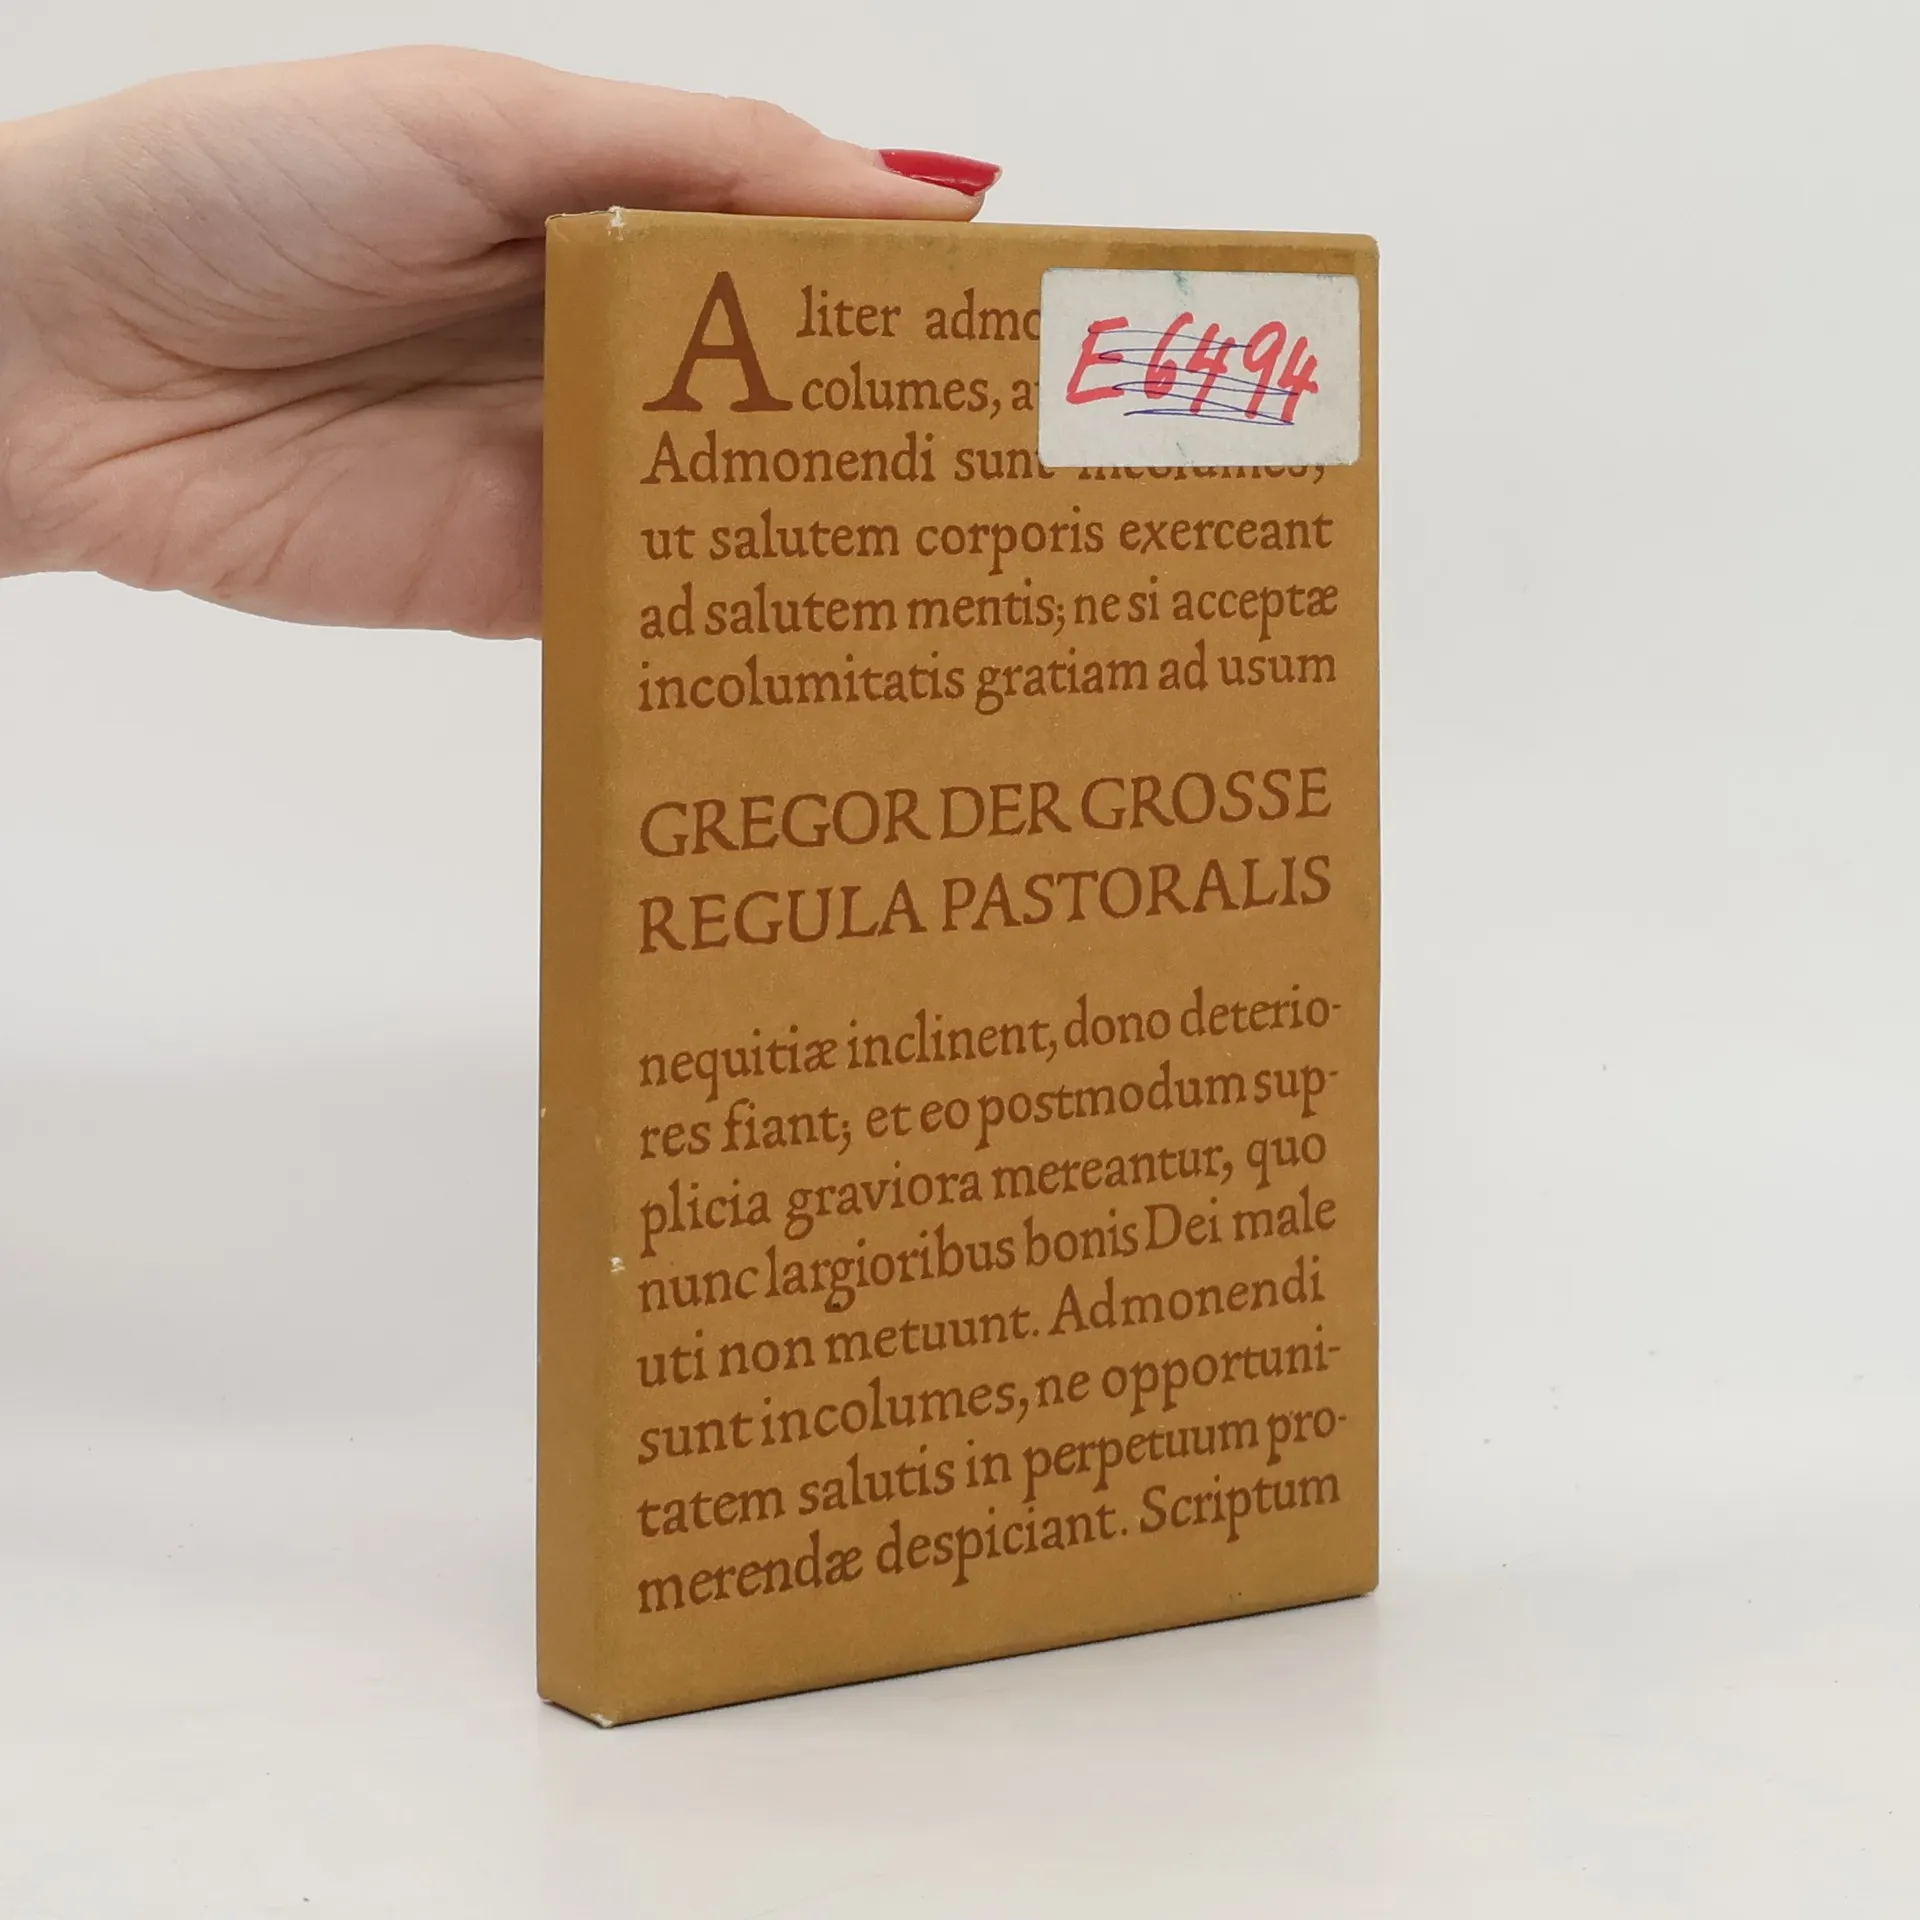 Aliter
E6494
columes,
Admonendi sunt incolumes,
ut salutem corporis exerceant
ad salutem mentis; ne si acceptæ
incolumitatis gratiam ad usum
GREGOR DER GROSSE
REGULA PASTORALIS
nequitiæ inclinent, dono deterio-
res fiant; et eo postmodum sup-
plicia graviora mereantur, quo
nunc largioribus bonis Dei male
uti non metuunt. Admonendi
sunt incolumes, ne opportuni-
tatem salutis in perpetuum pro-
merendæ despiciant. Scriptum